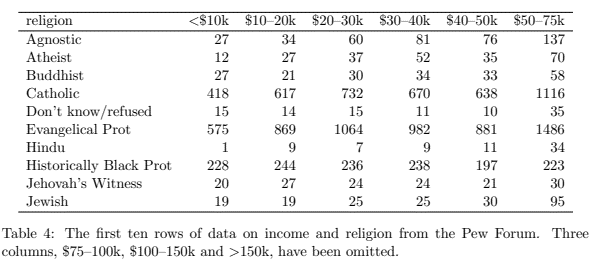 religion <$10k $10–20k $20–30k $30–40k $40–50k $50–75k
Agnostic 27 34 60 81 76 137
Atheist 12 27 37 52 35 70
Buddhist 27 21 30 34 33 58
Catholic 418 617 732 670 638 1116
Don't know/refused 15 14 15 11 10 35
Evangelical Prot 575 869 1064 982 881 1486
Hindu 1 9 7 9 11 34
Historically Black Prot 228 244 236 238 197 223
Jehovah's Witness 20 27 24 24 21 30
Jewish 19 19 25 25 30 95
Table 4: The first ten rows of data on income and religion from the Pew Forum. Three
columns, $75–100k, $100–150k and >150k, have been omitted.